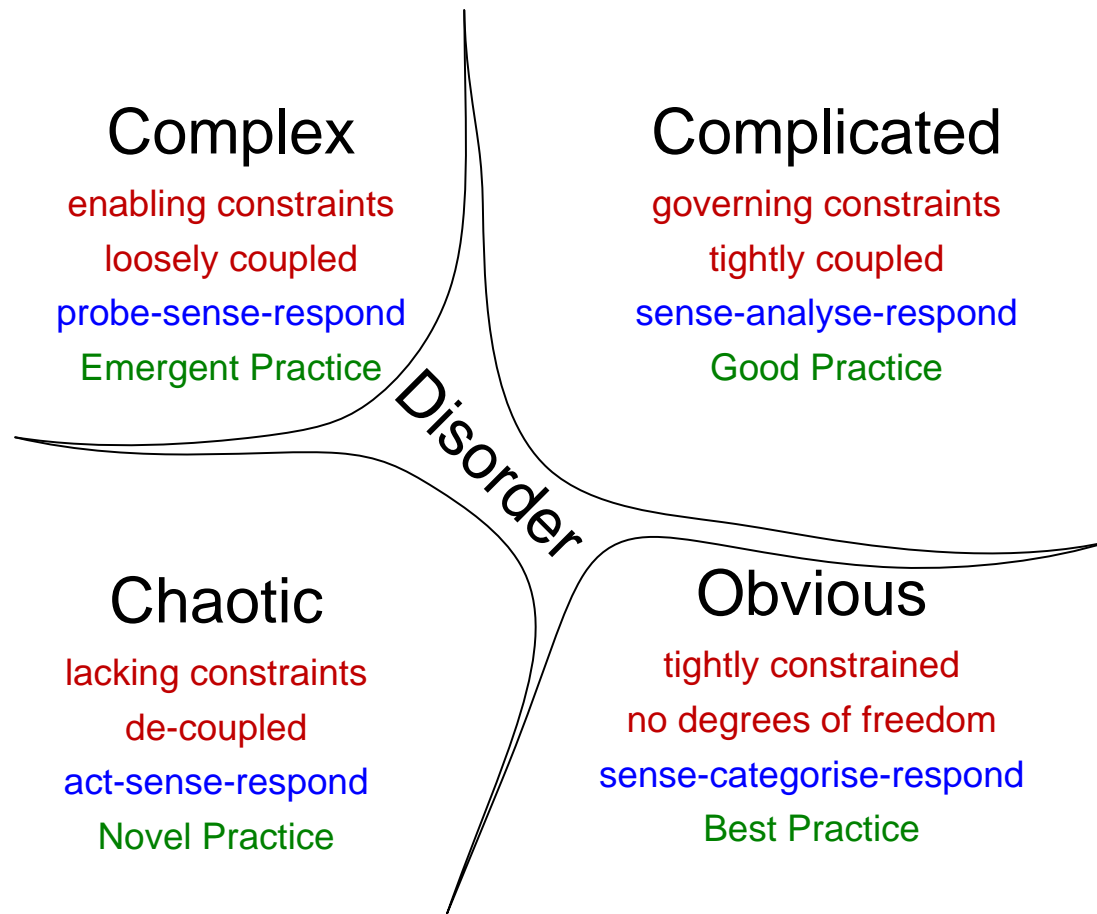 Complex
enabling constraints
loosely coupled
probe-sense-respond
Emergent Practice
Complicated
governing constraints
tightly coupled
sense-analyse-respond
Good Practice
Disorder
Chaotic
lacking constraints
de-coupled
act-sense-respond
Novel Practice
Obvious
tightly constrained
no degrees of freedom
sense-categorise-respond
Best Practice